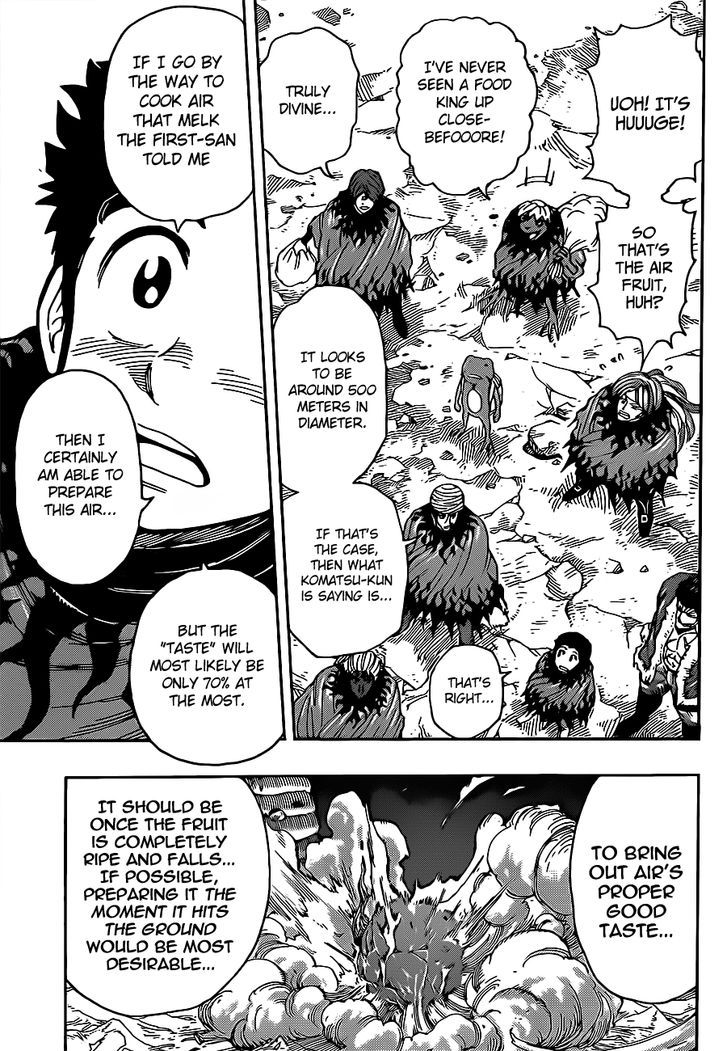 UOH! IT'S
HUUUGE!
SO
THAT'S
THE AIR
FRUIT,
HUH?
I'VE NEVER
SEEN A FOOD
KING UP
CLOSE-
BEFOOORE!
TRULY
DIVINE...
IT LOOKS
TO BE
AROUND 500
METERS IN
DIAMETER.
IF THAT'S
THE CASE,
THEN WHAT
KOMATSU-KUN
IS SAYING IS...
THAT'S
RIGHT...
IF I GO BY
THE WAY TO
COOK AIR
THAT MELK
THE FIRST-SAN
TOLD ME
THEN I
CERTAINLY
AM ABLE TO
PREPARE
THIS AIR...
BUT THE
"TASTE" WILL
MOST LIKELY BE
ONLY 70% AT
THE MOST.
TO BRING
OUT AIR'S
PROPER
GOOD
TASTE...
IT SHOULD BE
ONCE THE FRUIT
IS COMPLETELY
RIPE AND FALLS...
IF POSSIBLE,
PREPARING IT THE
MOMENT IT HITS
THE GROUND
WOULD BE MOST
DESIRABLE...